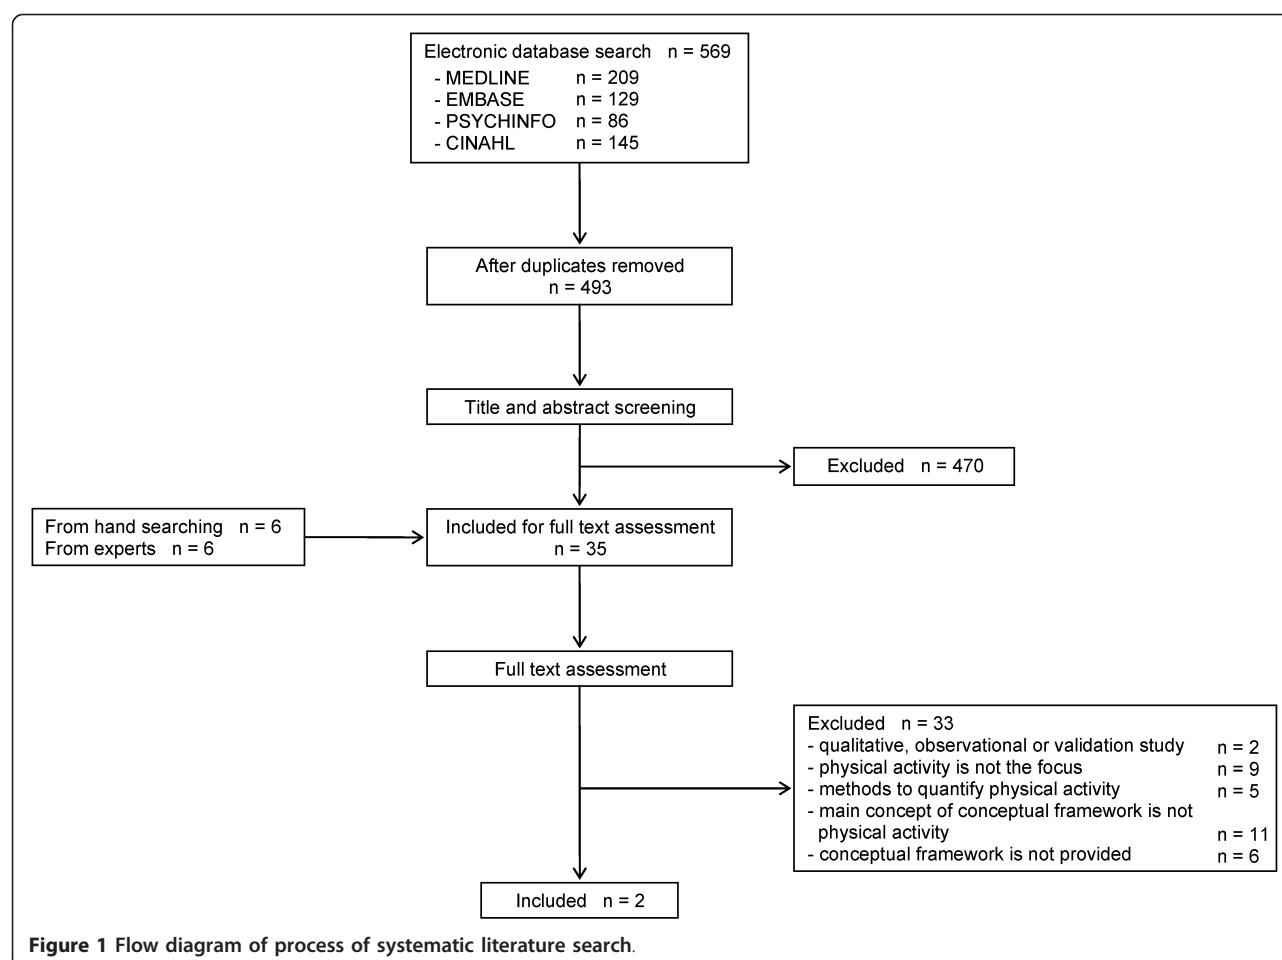 Electronic database search n = 569
- MEDLINE n = 209
- EMBASE n = 129
- PSYCHINFO n = 86
- CINAHL n = 145
After duplicates removed
n = 493
Title and abstract screening
Excluded n = 470
From hand searching n = 6
From experts n = 6
Included for full text assessment
n = 35
Full text assessment
Excluded n = 33
- qualitative, observational or validation study n = 2
- physical activity is not the focus n = 9
- methods to quantify physical activity n = 5
- main concept of conceptual framework is not
physical activity n = 11
- conceptual framework is not provided n = 6
Included n = 2
Figure 1 Flow diagram of process of systematic literature search.